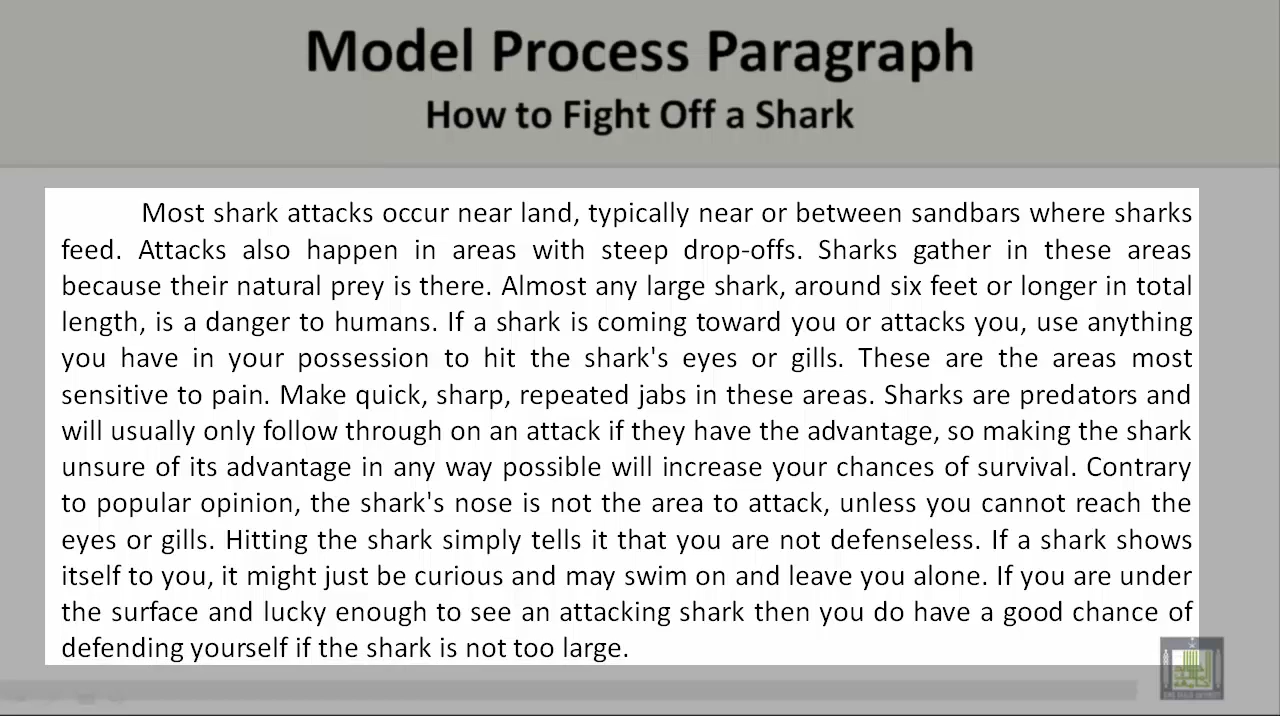 Model Process Paragraph
How to Fight Off a Shark
Most shark attacks occur near land, typically near or between sandbars where sharks
feed. Attacks also happen in areas with steep drop-offs. Sharks gather in these areas
because their natural prey is there. Almost any large shark, around six feet or longer in total
length, is a danger to humans. If a shark is coming toward you or attacks you, use anything
you have in your possession to hit the shark's eyes or gills. These are the areas most
sensitive to pain. Make quick, sharp, repeated jabs in these areas. Sharks are predators and
will usually only follow through on an attack if they have the advantage, so making the shark
unsure of its advantage in any way possible will increase your chances of survival. Contrary
to popular opinion, the shark's nose is not the area to attack, unless you cannot reach the
eyes or gills. Hitting the shark simply tells it that you are not defenseless. If a shark shows
itself to you, it might just be curious and may swim on and leave you alone. If you are under
the surface and lucky enough to see an attacking shark then you do have a good chance of
defending yourself if the shark is not too large.